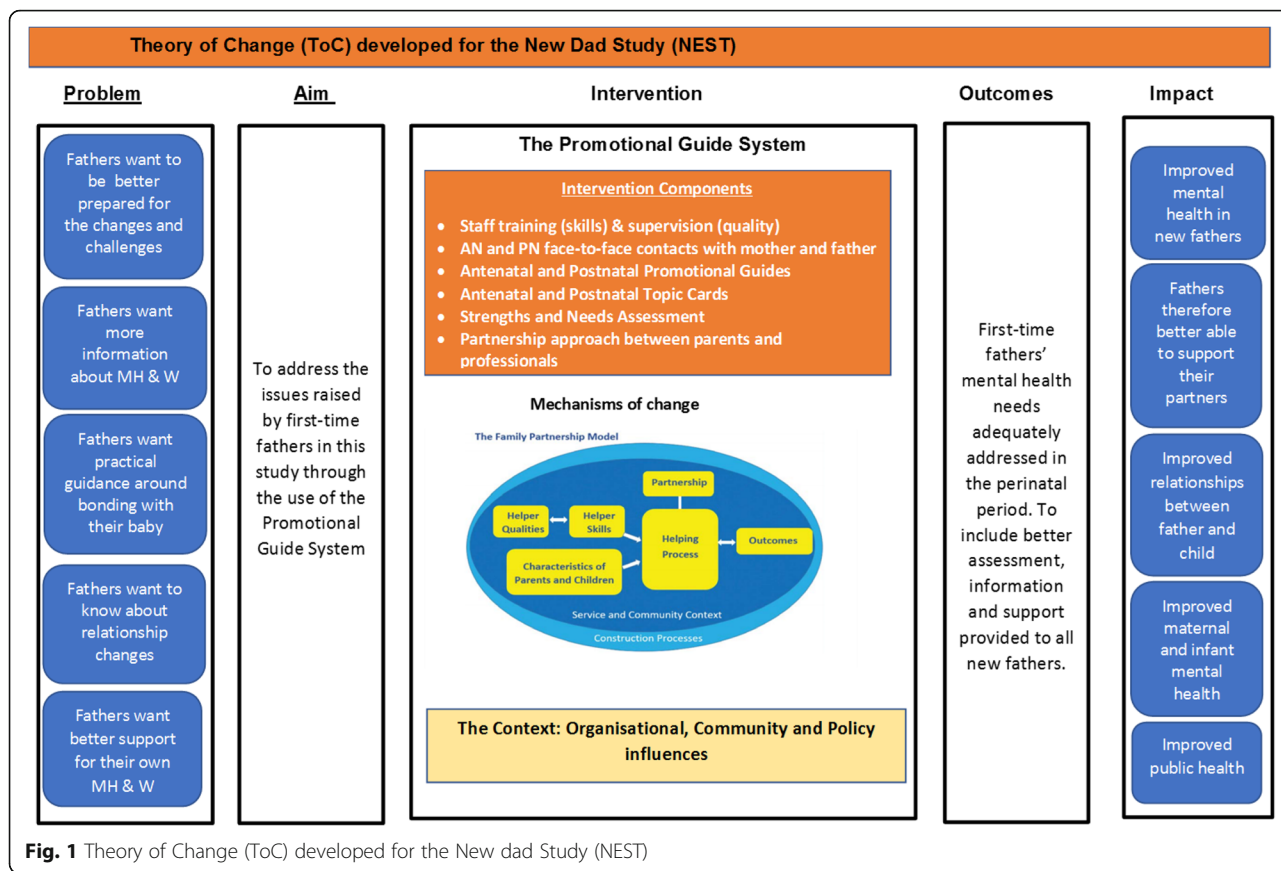 Theory of Change (ToC) developed for the New Dad Study (NEST)
Problem
Fathers want to
be better
prepared for
the changes and
challenges
Fathers want
more
information
about MH & W
Fathers want
practical
guidance around
bonding with
their baby
Fathers want to
know about
relationship
changes
Fathers want
better support
for their own
MH & W
Aim
To address the
issues raised
by first-time
fathers in this
study through
the use of the
Promotional
Guide System
Intervention
The Promotional Guide System
Intervention Components
• Staff training (skills) & supervision (quality)
• AN and PN face-to-face contacts with mother and father
• Antenatal and Postnatal Promotional Guides
• Antenatal and Postnatal Topic Cards
• Strengths and Needs Assessment
• Partnership approach between parents and
professionals
Mechanisms of change
The Family Partnership Model
Partnership
Helper
Qualities
Helper
Skills
Helping
Process
Outcomes
Characteristics of
Parents and Children
Service and Community Context
Construction Processes
The Context: Organisational, Community and Policy
influences
Outcomes
First-time
fathers’
mental health
needs
adequately
addressed in
the perinatal
period. To
include better
assessment,
information
and support
provided to all
new fathers.
Impact
Improved
mental
health in
new fathers
Fathers
therefore
better able
to support
their
partners
Improved
relationships
between
father and
child
Improved
maternal
and infant
mental
health
Improved
public health
Fig. 1 Theory of Change (ToC) developed for the New dad Study (NEST)